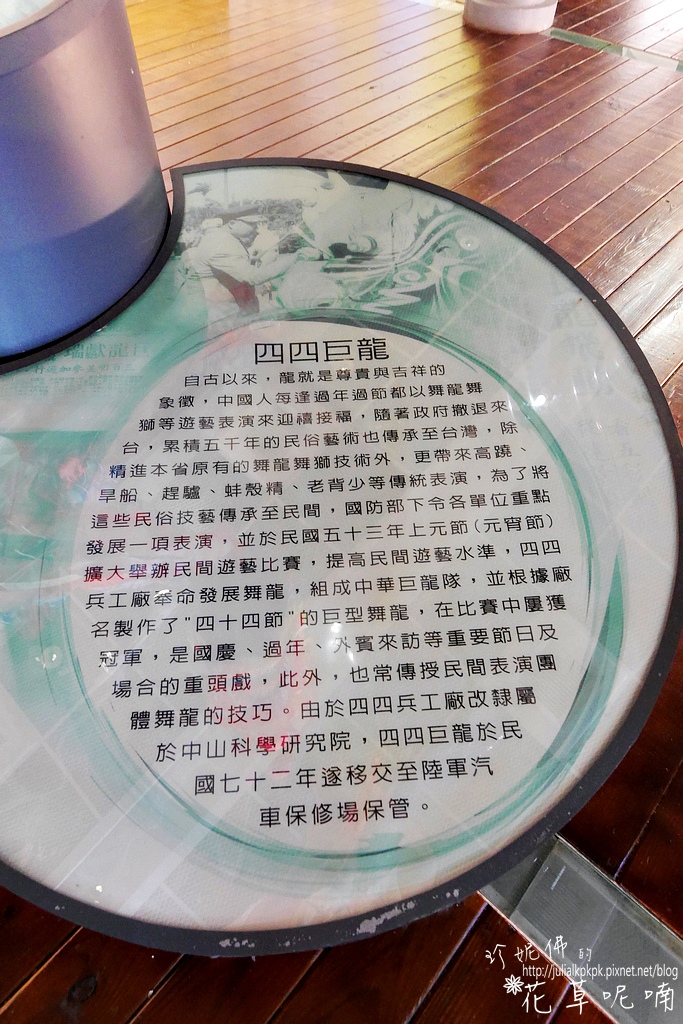 四四巨龍
自古以來，龍就是尊貴與吉祥的
象徵，中國人每逢過年過節都以舞龍舞
獅等遊藝表演來迎禧接福，隨著政府撤退來
台，累積五千年的民俗藝術也傳承至台灣，除
精進本省原有的舞龍舞獅技術外，更帶來高蹺、
旱船、趕驢、蚌殼精、老背少等傳統表演，為了將
這些民俗技藝傳承至民間，國防部下令各單位重點
發展一項表演，並於民國五十三年上元節(元宵節)
擴大舉辦民間遊藝比賽，提高民間遊藝水準，四四
兵工廠奉命發展舞龍，組成中華巨龍隊，並根據廠
名製作了"四十四節"的巨型舞龍，在比賽中屢獲
冠軍，是國慶、過年、外賓來訪等重要節日及
場合的重頭戲，此外，也常傳授民間表演團
體舞龍的技巧。由於四四兵工廠改隸屬
於中山科學研究院，四四巨龍於民
國七十二年遂移交至陸軍汽
車保修場保管。
珍妮佛的
http://julialkpkpk.pixnet.net/blog
花草呢喃